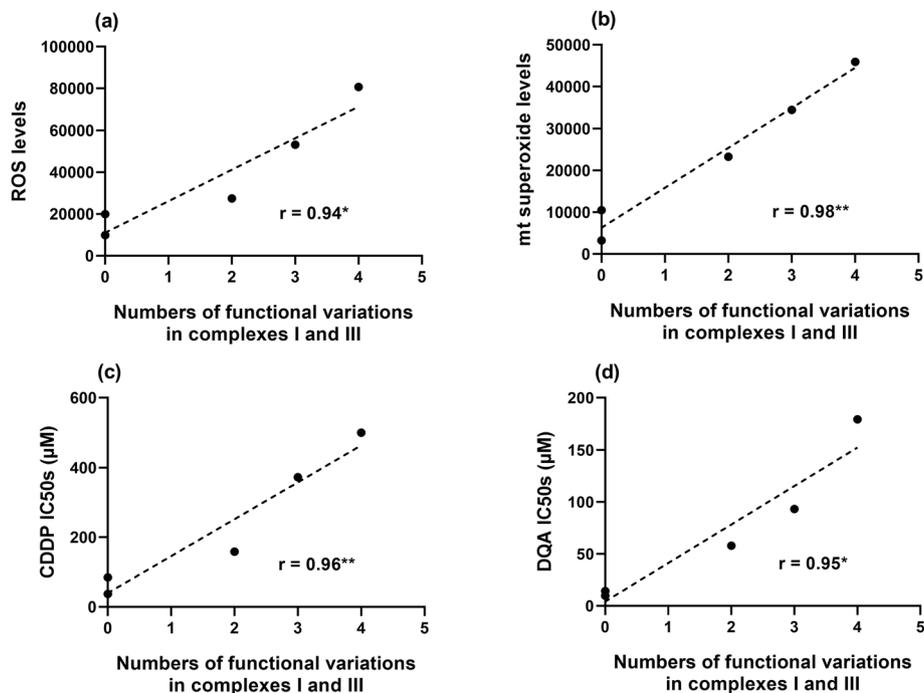 (a)
100000
80000
60000
40000
20000
0
ROS levels
r = 0.94*
0 1 2 3 4 5
Numbers of functional variations
in complexes I and III
(b)
50000
40000
30000
20000
10000
0
mt superoxide levels
r = 0.98**
0 1 2 3 4 5
Numbers of functional variations
in complexes I and III
(c)
600
400
200
0
CDDP IC50s (µM)
r = 0.96**
0 1 2 3 4 5
Numbers of functional variations
in complexes I and III
(d)
200
150
100
50
0
DQA IC50s (µM)
r = 0.95*
0 1 2 3 4 5
Numbers of functional variations
in complexes I and III